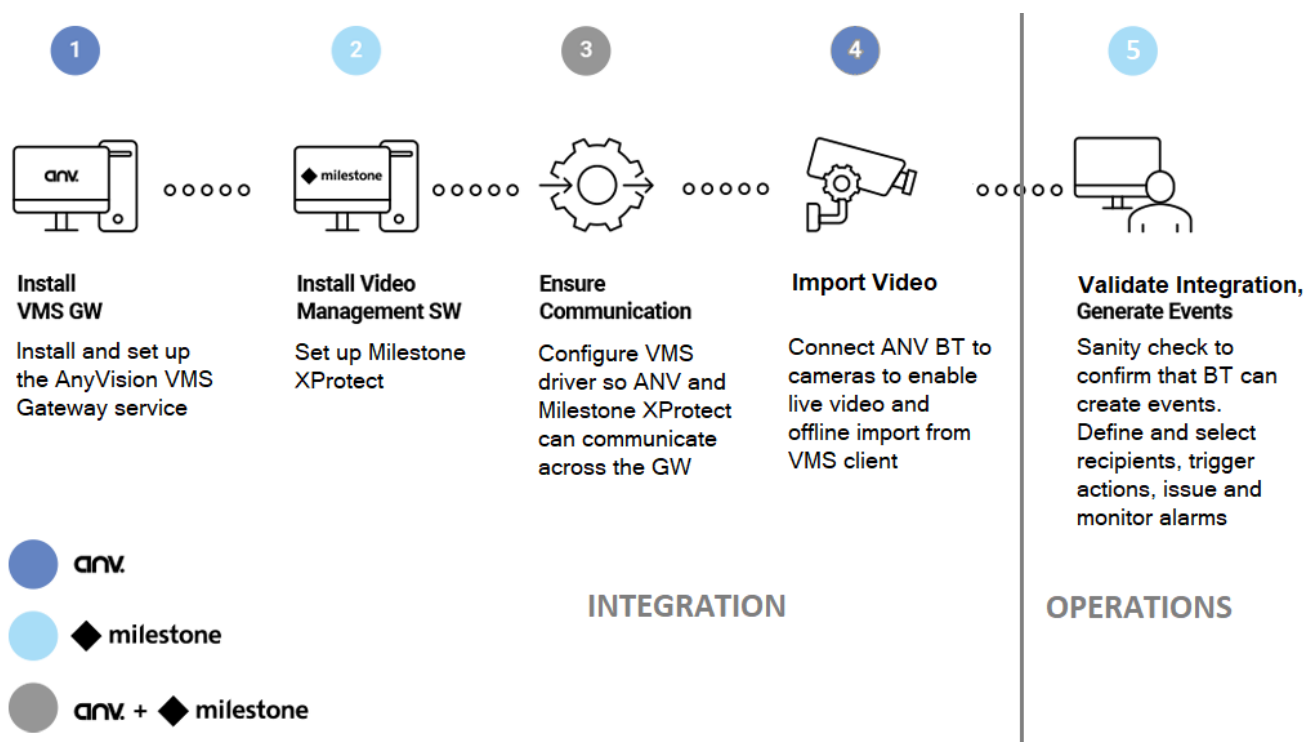 1
2
3
4
5
anv.
milestone
Install
VMS GW
Install and set up
the AnyVision VMS
Gateway service
Install Video
Management SW
Set up Milestone
XProtect
Ensure
Communication
Configure VMS
driver so ANV and
Milestone XProtect
can communicate
across the GW
Import Video
Connect ANV BT to
cameras to enable
live video and
offline import from
VMS client
Validate Integration,
Generate Events
Sanity check to
confirm that BT can
create events.
Define and select
recipients, trigger
actions, issue and
monitor alarms
anv.
milestone
anv. + milestone
INTEGRATION
OPERATIONS